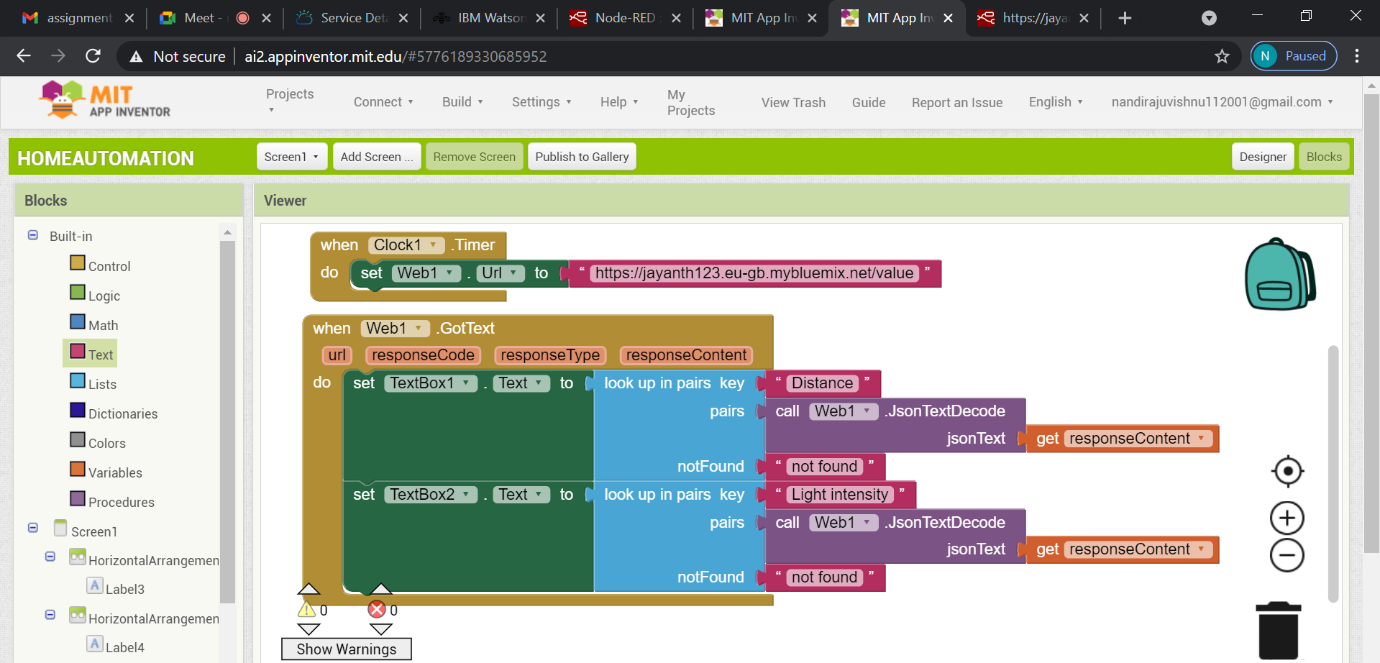 assignment
Meet -
Service Deta
IBM Watson
Node-RED :
MIT App Inv
MIT App Inv
https://jaya
Not secure
ai2.appinventor.mit.edu/#5776189330685952
N Paused
MIT
APP INVENTOR
Projects
Connect
Build
Settings
Help
My
Projects
View Trash
Guide
Report an Issue
English
nandirajuvishnu112001@gmail.com
HOMEAUTOMATION
Screen1
Add Screen ...
Remove Screen
Publish to Gallery
Designer
Blocks
Blocks
Viewer
Built-in
Control
Logic
Math
Text
Lists
Dictionaries
Colors
Variables
Procedures
Screen1
HorizontalArrangemen
A Label3
HorizontalArrangemen
A Label4
when Clock1 .Timer
do set Web1 . Url to “ https://jayanth123.eu-gb.mybluemix.net/value ”
when Web1 .GotText
url responseCode responseType responseContent
do set TextBox1 . Text to look up in pairs key “ Distance ”
pairs call Web1 .JsonTextDecode
jsonText get responseContent
notFound “ not found ”
set TextBox2 . Text to look up in pairs key “ Light intensity ”
pairs call Web1 .JsonTextDecode
jsonText get responseContent
notFound “ not found ”
0 0
Show Warnings